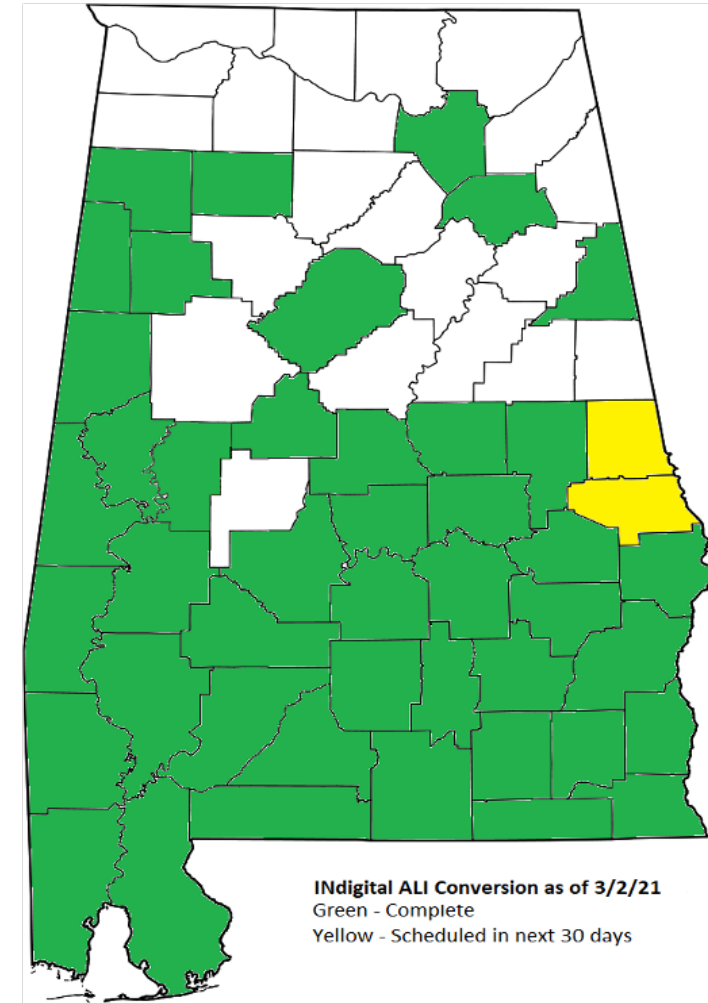 INdigital ALI Conversion as of 3/2/21
Green - Complete
Yellow - Scheduled in next 30 days